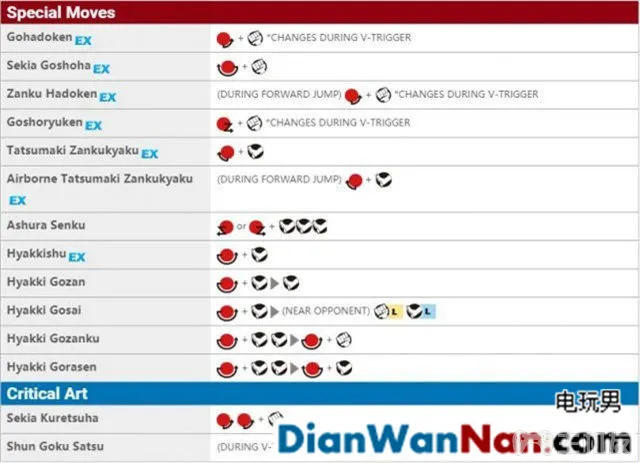 Special Moves
Gohadoken EX + *CHANGES DURING V-TRIGGER
Sekia Goshoha EX +
Zanku Hadoken EX (DURING FORWARD JUMP) + *CHANGES DURING V-TRIGGER
Goshoryuken EX + *CHANGES DURING V-TRIGGER
Tatsumaki Zankukyaku EX +
Airborne Tatsumaki Zankukyaku (DURING FORWARD JUMP) +
EX
Ashura Senku or +
Hyakkishu EX +
Hyakki Gozan +
Hyakki Gosai + (NEAR OPPONENT) L L
Hyakki Gozanku + +
Hyakki Gorasen + +
Critical Art
电玩男
Sekia Kuretsuha +
DianWanNan.com
Shun Goku Satsu (DURING V-